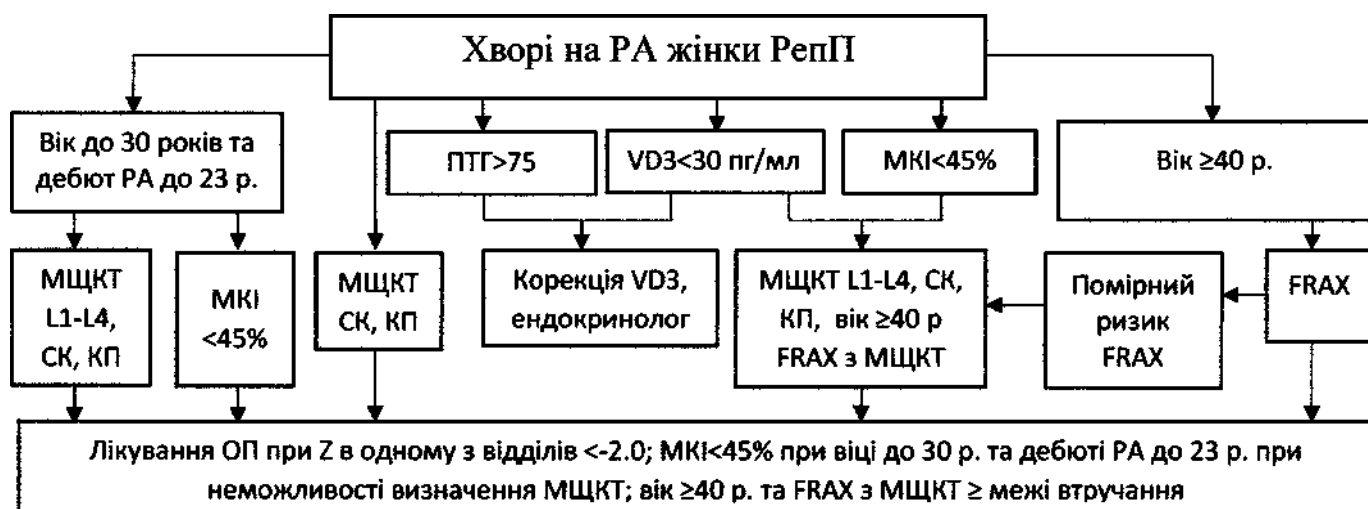 Хворі на РА жінки РепП
Вік до 30 років та
дебют РА до 23 р.
ПТГ>75
VD3<30 пг/мл
МКІ<45%
Вік ≥40 р.
МЩКТ
L1-L4,
СК, КП
МКІ
<45%
МЩКТ
СК, КП
Корекція VD3,
ендокринолог
МЩКТ L1-L4, СК,
КП, вік ≥40 р
FRAX з МЩКТ
Помірний
ризик
FRAX
FRAX
Лікування ОП при Z в одному з відділів <-2.0; МКІ<45% при віці до 30 р. та дебюті РА до 23 р. при
неможливості визначення МЩКТ; вік ≥40 р. та FRAX з МЩКТ ≥ межі втручання